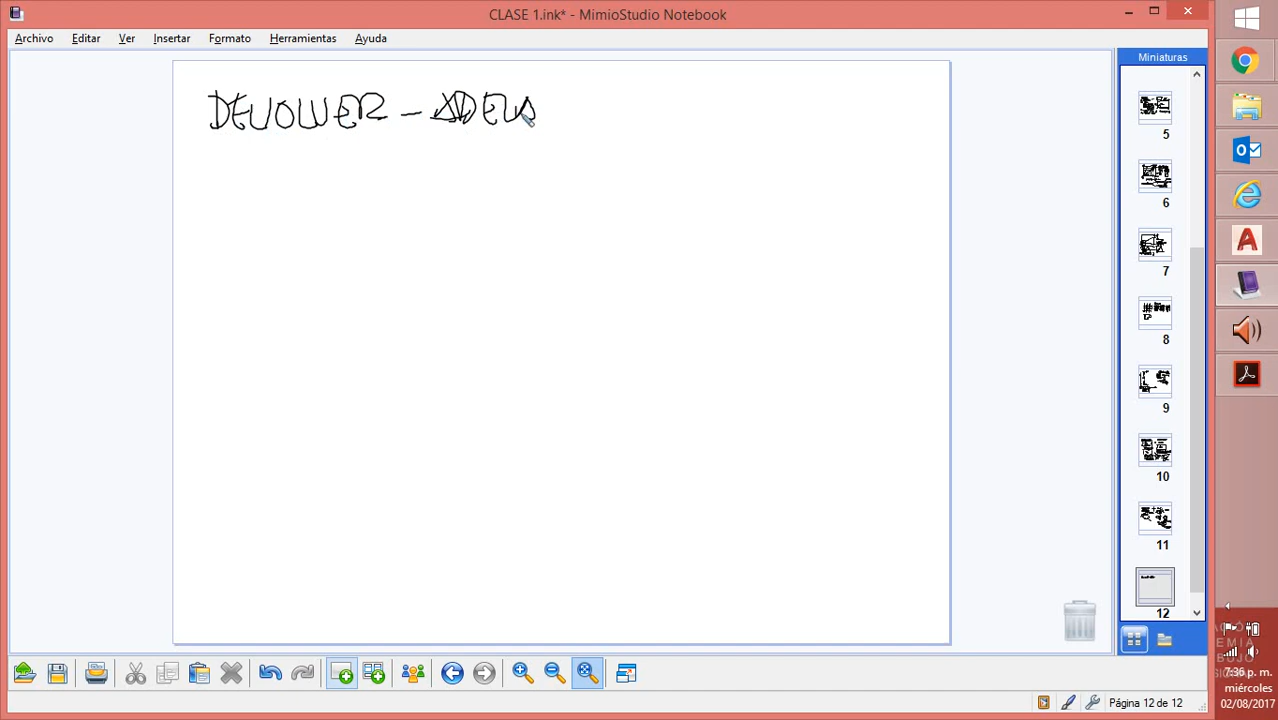 CLASE 1.ink* - MimioStudio Notebook
Archivo Editar Ver Insertar Formato Herramientas Ayuda
Miniaturas
DEVOLVER -
5
6
7
8
9
10
11
12
7:36 p. m.
miércoles
02/08/2017
Página 12 de 12